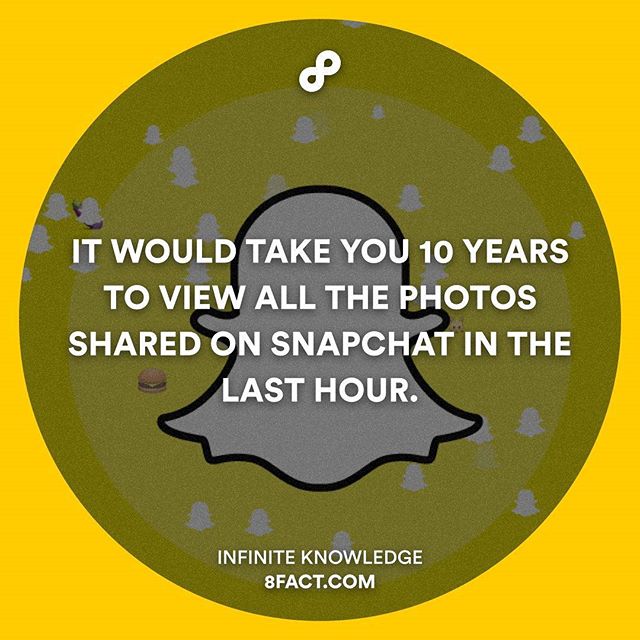 IT WOULD TAKE YOU 10 YEARS
TO VIEW ALL THE PHOTOS
SHARED ON SNAPCHAT IN THE
LAST HOUR.
INFINITE KNOWLEDGE
8FACT.COM